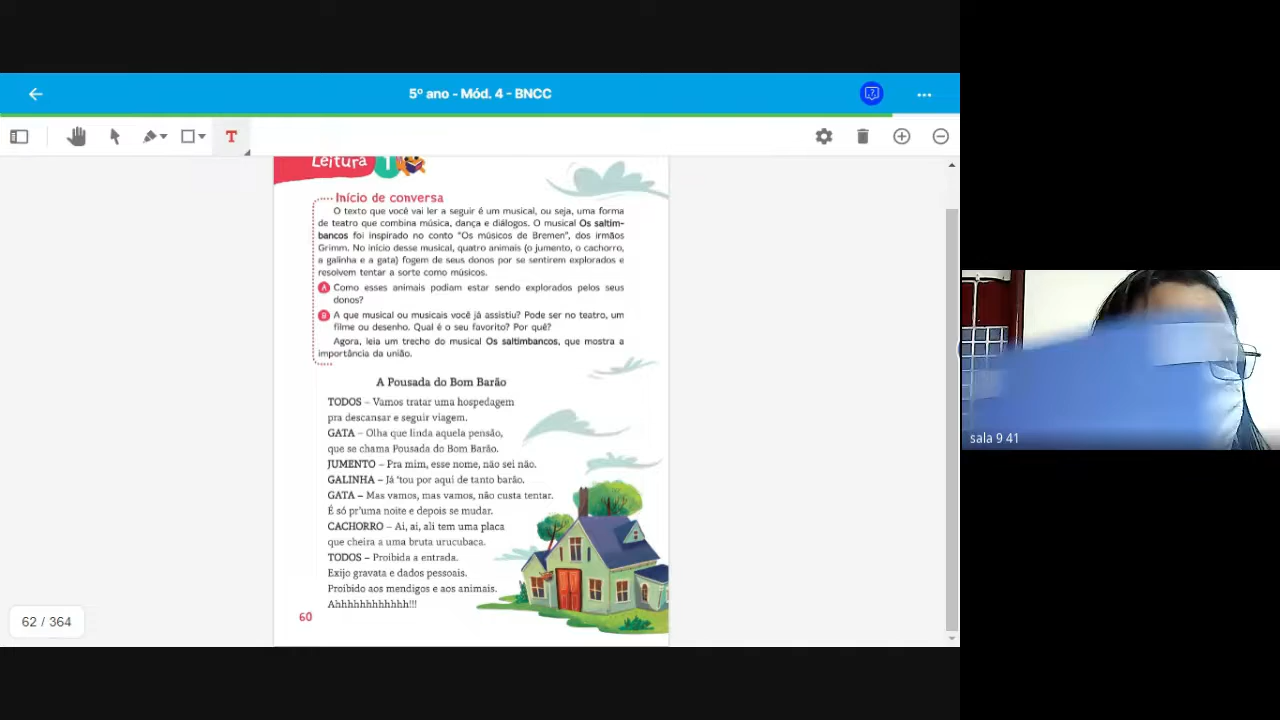 5º ano - Mód. 4 - BNCC
T
Leitura 1
Início de conversa
O texto que você vai ler a seguir é um musical, ou seja, uma forma
de teatro que combina música, dança e diálogos. O musical Os saltim-
bancos foi inspirado no conto “Os músicos de Bremen”, dos irmãos
Grimm. No início desse musical, quatro animais (o jumento, o cachorro,
a galinha e a gata) fogem de seus donos por se sentirem explorados e
resolvem tentar a sorte como músicos.
A Como esses animais podiam estar sendo explorados pelos seus
donos?
B A que musical ou musicais você já assistiu? Pode ser no teatro, um
filme ou desenho. Qual é o seu favorito? Por quê?
Agora, leia um trecho do musical Os saltimbancos, que mostra a
importância da união.
A Pousada do Bom Barão
TODOS – Vamos tratar uma hospedagem
pra descansar e seguir viagem.
GATA – Olha que linda aquela pensão,
que se chama Pousada do Bom Barão.
JUMENTO – Pra mim, esse nome, não sei não.
GALINHA – Já ’tou por aqui de tanto barão.
GATA – Mas vamos, mas vamos, não custa tentar.
É só pr’uma noite e depois se mudar.
CACHORRO – Ai, ai, ali tem uma placa
que cheira a uma bruta urucubaca.
TODOS – Proibida a entrada.
Exijo gravata e dados pessoais.
Proibido aos mendigos e aos animais.
Ahhhhhhhhhhhh!!!
60
62 / 364
sala 9 41